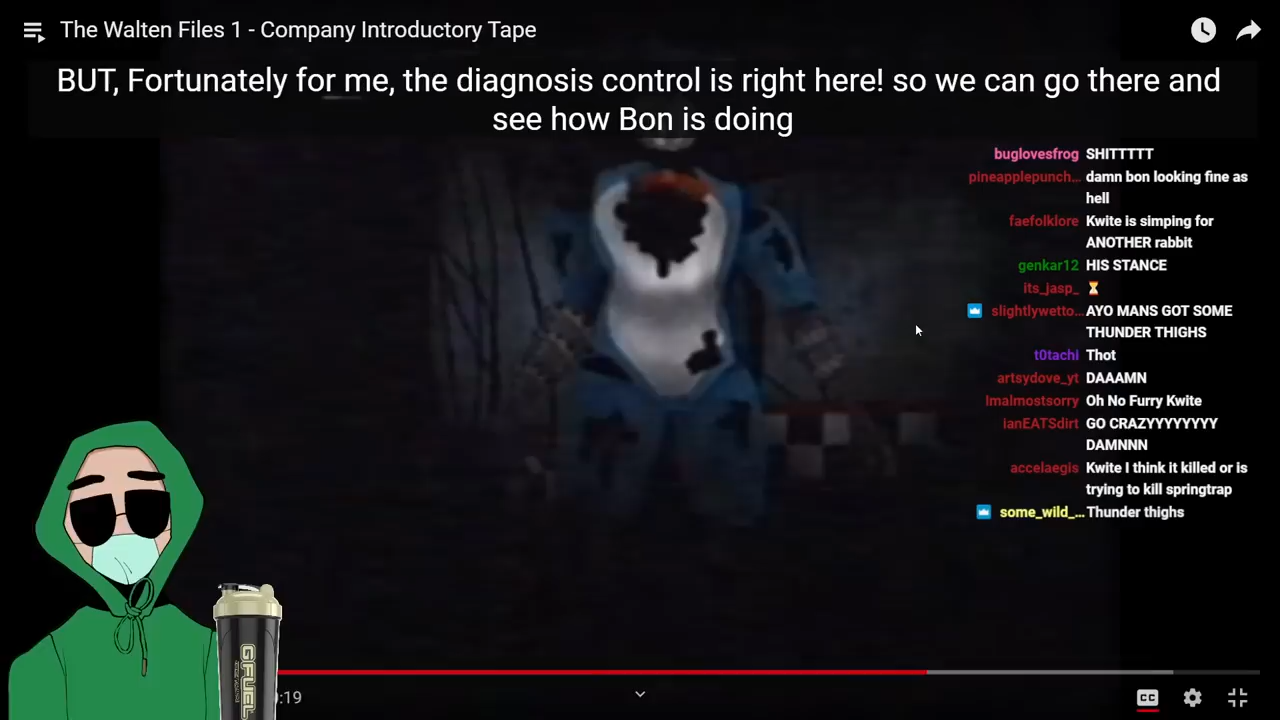 The Walten Files 1 - Company Introductory Tape
BUT, Fortunately for me, the diagnosis control is right here! so we can go there and
see how Bon is doing
buglovesfrog SHITTTTT
pineapplepunch... damn bon looking fine as
hell
faefolklore Kwite is simping for
ANOTHER rabbit
genkar12 HIS STANCE
its_jasp_ ⏳
slightlywetto... AYO MANS GOT SOME
THUNDER THIGHS
t0tachi Thot
artsydove_yt DAAAMN
Imalmostsorry Oh No Furry Kwite
ianEATSdirt GO CRAZYYYYYYYY
DAMNNN
accelaegis Kwite I think it killed or is
trying to kill springtrap
some_wild_... Thunder thighs
GFUEL
:19
CC